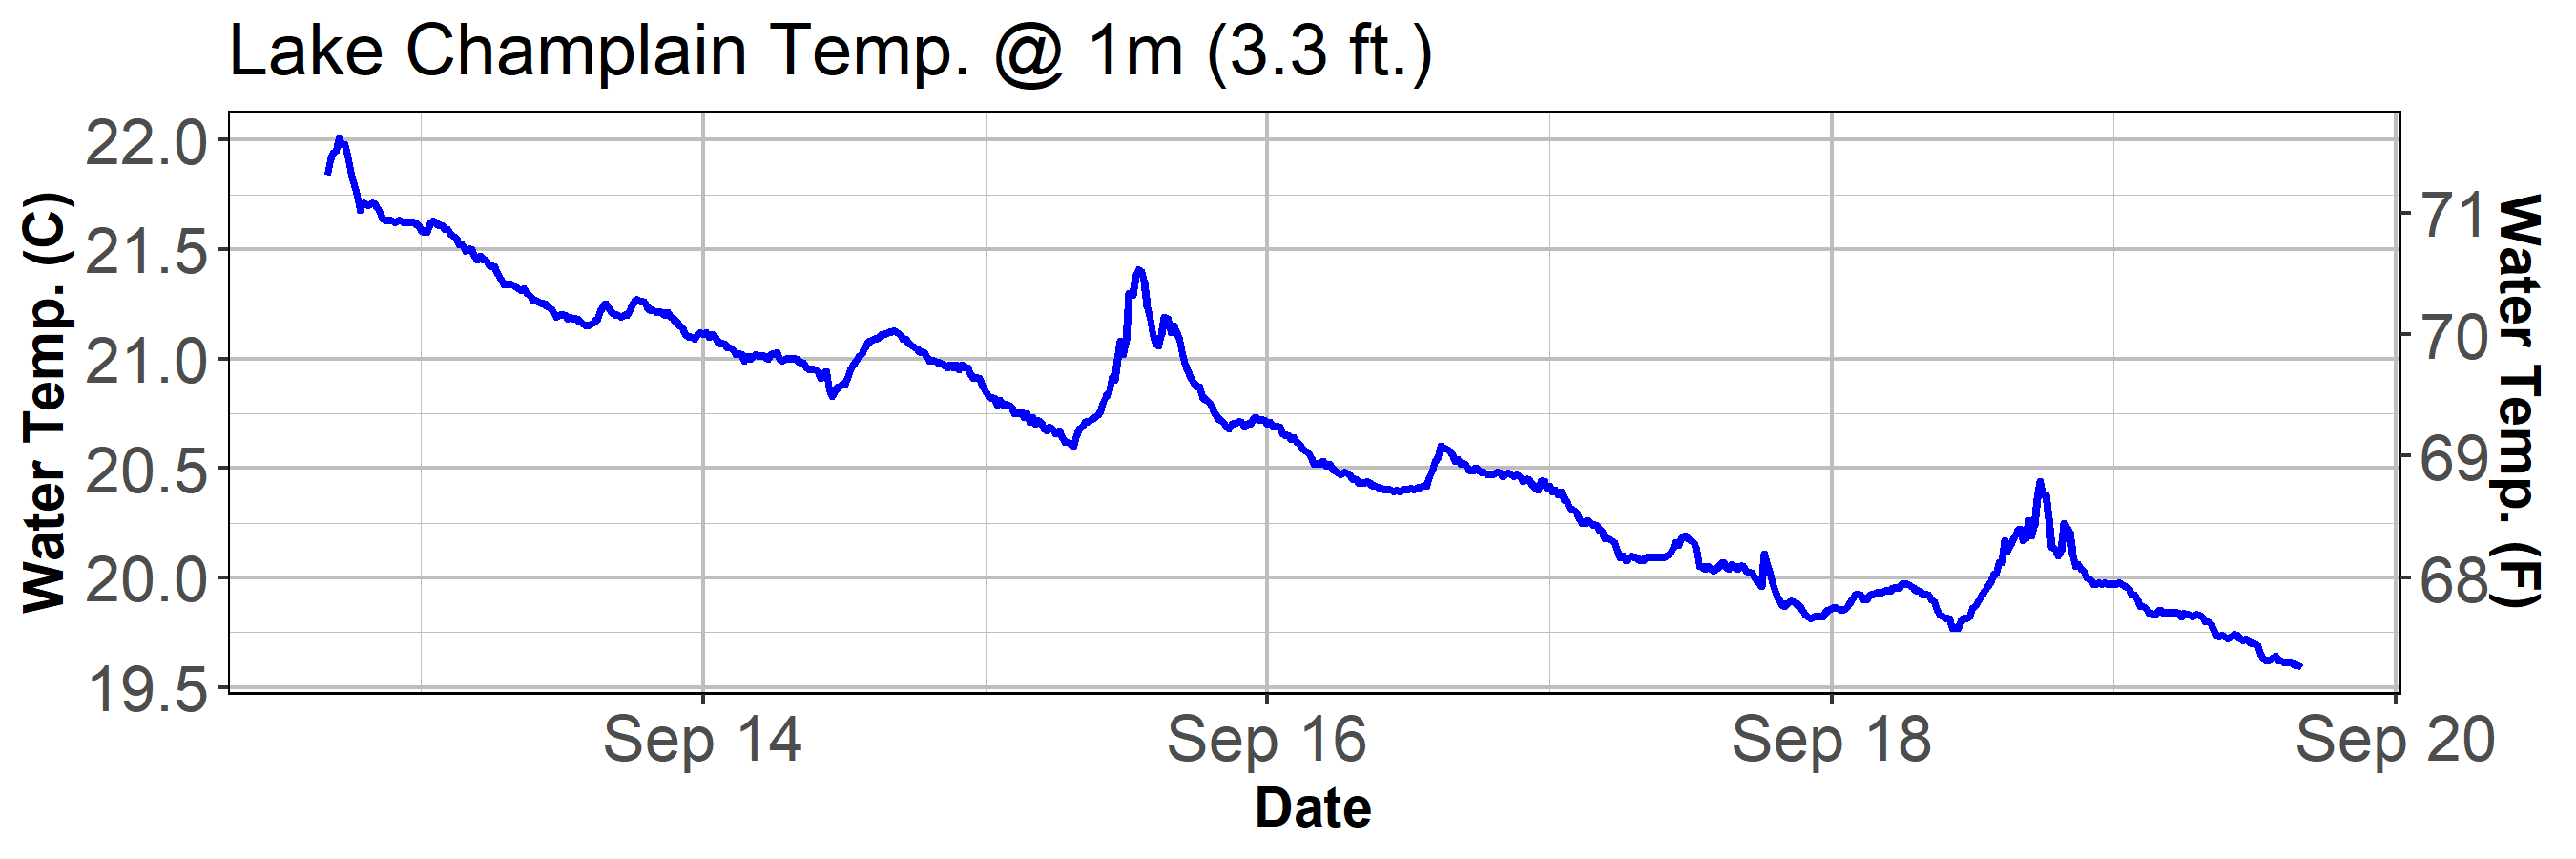 Lake Champlain Temp. @ 1m (3.3 ft.)
Water Temp. (C)
22.0
21.5
21.0
20.5
20.0
19.5
71
70
69
68
Water Temp. (F)
Sep 14
Sep 16
Sep 18
Sep 20
Date